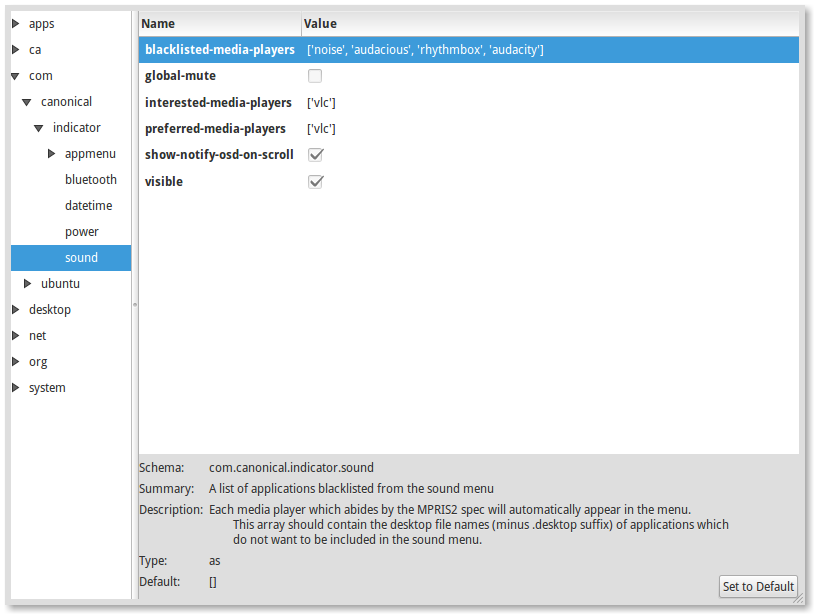 apps
ca
com
canonical
indicator
appmenu
bluetooth
datetime
power
sound
ubuntu
desktop
net
org
system
Name Value
blacklisted-media-players ['noise', 'audacious', 'rhythmbox', 'audacity']
global-mute
interested-media-players ['vlc']
preferred-media-players ['vlc']
show-notify-osd-on-scroll
visible
Schema: com.canonical.indicator.sound
Summary: A list of applications blacklisted from the sound menu
Description: Each media player which abides by the MPRIS2 spec will automatically appear in the menu.
This array should contain the desktop file names (minus .desktop suffix) of applications which
do not want to be included in the sound menu.
Type: as
Default: []
Set to Default